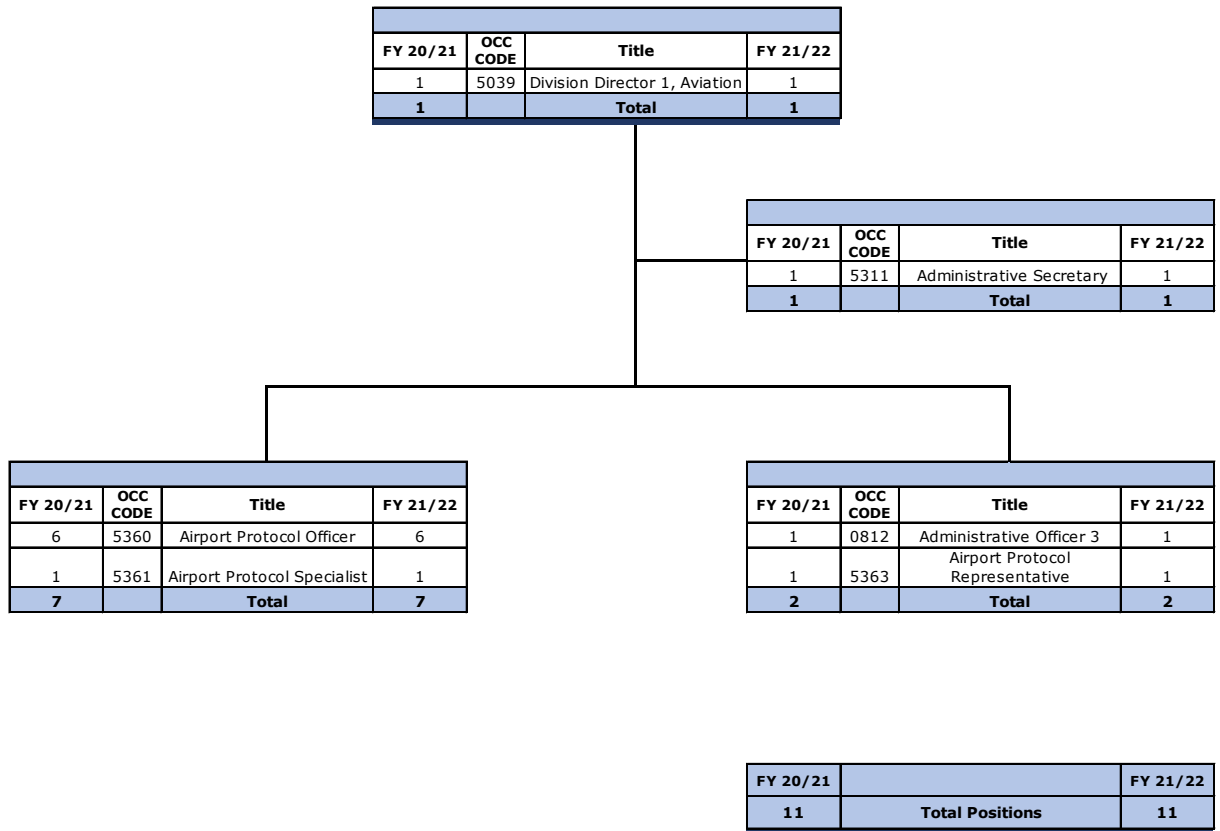 FY 20/21 OCC CODE Title FY 21/22
1 5039 Division Director 1, Aviation 1
1 Total 1
FY 20/21 OCC CODE Title FY 21/22
1 5311 Administrative Secretary 1
1 Total 1
FY 20/21 OCC CODE Title FY 21/22
6 5360 Airport Protocol Officer 6
1 5361 Airport Protocol Specialist 1
7 Total 7
FY 20/21 OCC CODE Title FY 21/22
1 0812 Administrative Officer 3 1
1 5363 Airport Protocol Representative 1
2 Total 2
FY 20/21 FY 21/22
11 Total Positions 11